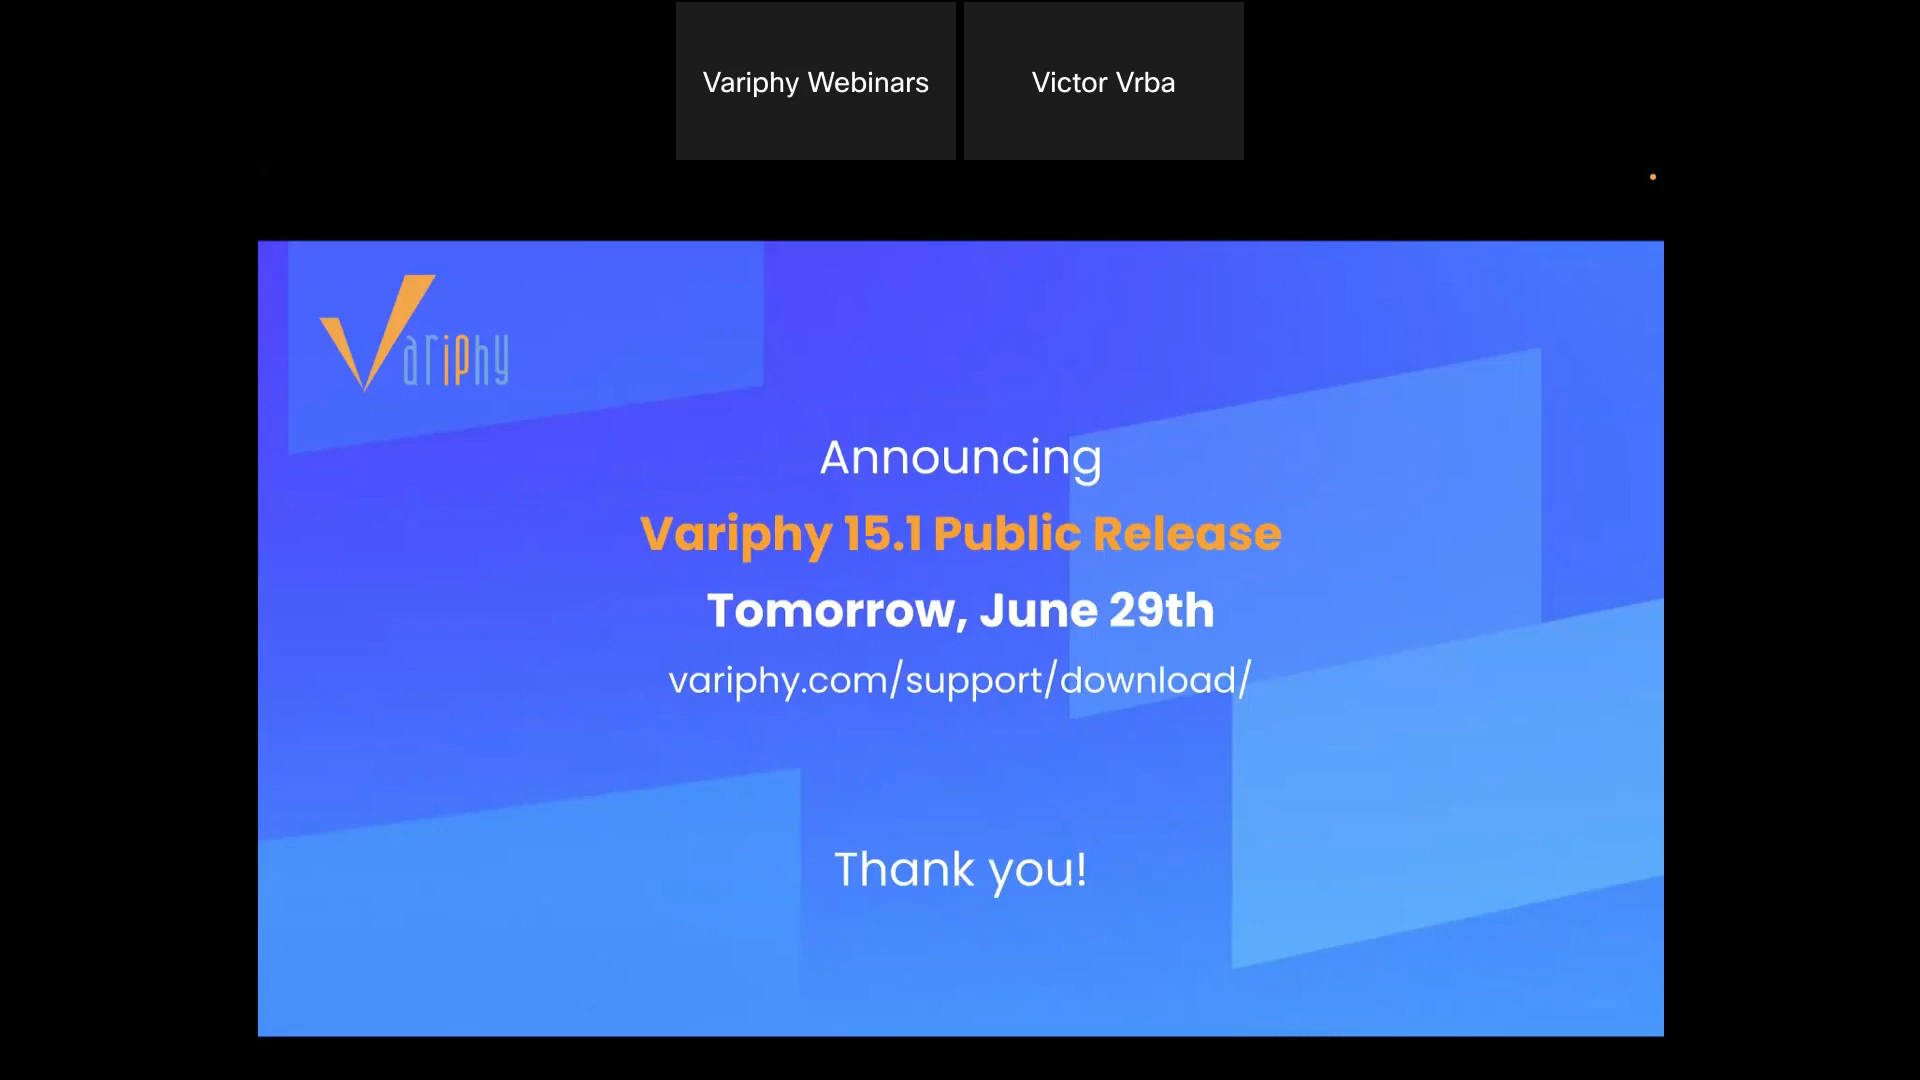 Variphy Webinars
Victor Vrba
Variphy
Announcing
Variphy 15.1 Public Release
Tomorrow, June 29th
variphy.com/support/download/
Thank you!